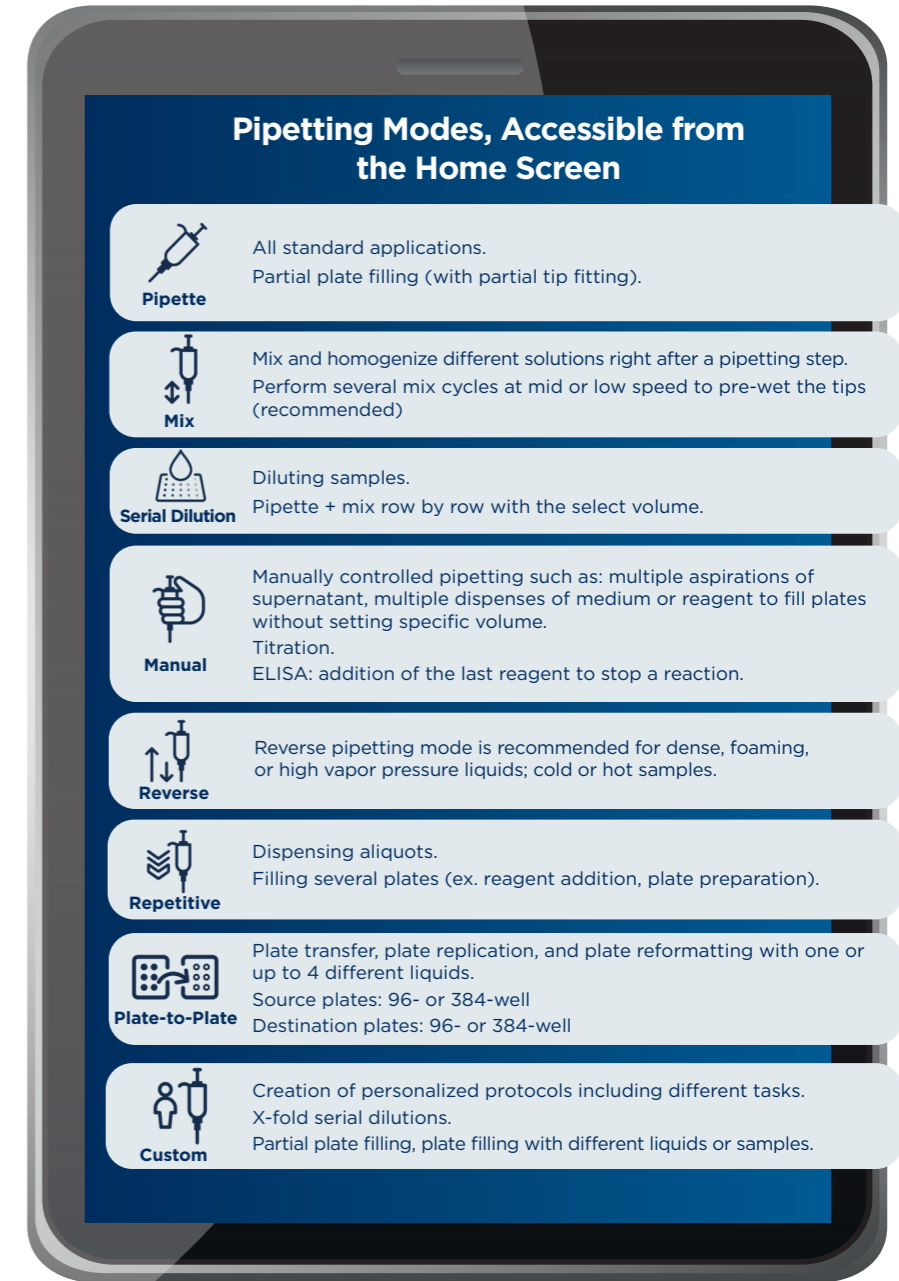 Pipetting Modes, Accessible from
the Home Screen
Pipette
All standard applications.
Partial plate filling (with partial tip fitting).
Mix
Mix and homogenize different solutions right after a pipetting step.
Perform several mix cycles at mid or low speed to pre-wet the tips
(recommended)
Serial Dilution
Diluting samples.
Pipette + mix row by row with the select volume.
Manual
Manually controlled pipetting such as: multiple aspirations of
supernatant, multiple dispenses of medium or reagent to fill plates
without setting specific volume.
Titration.
ELISA: addition of the last reagent to stop a reaction.
Reverse
Reverse pipetting mode is recommended for dense, foaming,
or high vapor pressure liquids; cold or hot samples.
Repetitive
Dispensing aliquots.
Filling several plates (ex. reagent addition, plate preparation).
Plate-to-Plate
Plate transfer, plate replication, and plate reformatting with one or
up to 4 different liquids.
Source plates: 96- or 384-well
Destination plates: 96- or 384-well
Custom
Creation of personalized protocols including different tasks.
X-fold serial dilutions.
Partial plate filling, plate filling with different liquids or samples.